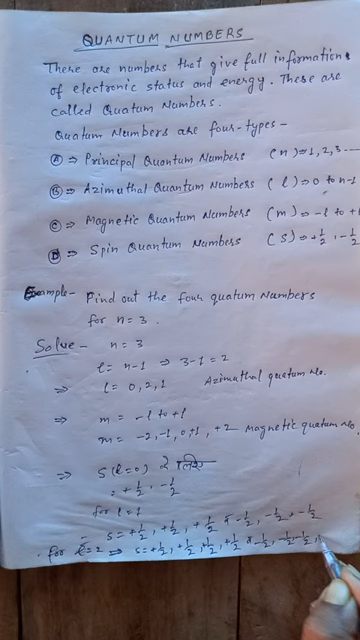 QUANTUM NUMBERS
These are numbers that give full information
of electronic status and energy. These are
called Quatum Numbers.
Quatum Numbers are four-types -
(A) ⇒ Principal Quantum Numbers (n) ⇒ 1, 2, 3 ---
(B) ⇒ Azimuthal Quantum Numbers (l) ⇒ 0 to n-1
(C) ⇒ Magnetic Quantum Numbers (m) ⇒ -l to +l
(D) ⇒ Spin Quantum Numbers (S) ⇒ +1/2, -1/2
Example - Find out the four quatum Numbers
for n = 3.
Solve - n = 3
l = n-1 ⇒ 3-1 = 2
⇒ l = 0, 2, 1 Azimuthal quatum No.
⇒ m = -l to +l
m = -2, -1, 0, +1, +2 Magnetic quatum No.
⇒ S (l=0) के लिए
= +1/2, -1/2
for l = 1
S = +1/2, +1/2, +1/2 -1/2, -1/2, -1/2
for l = 2 ⇒ S = +1/2, +1/2, +1/2, +1/2 -1/2, -1/2 -1/2,